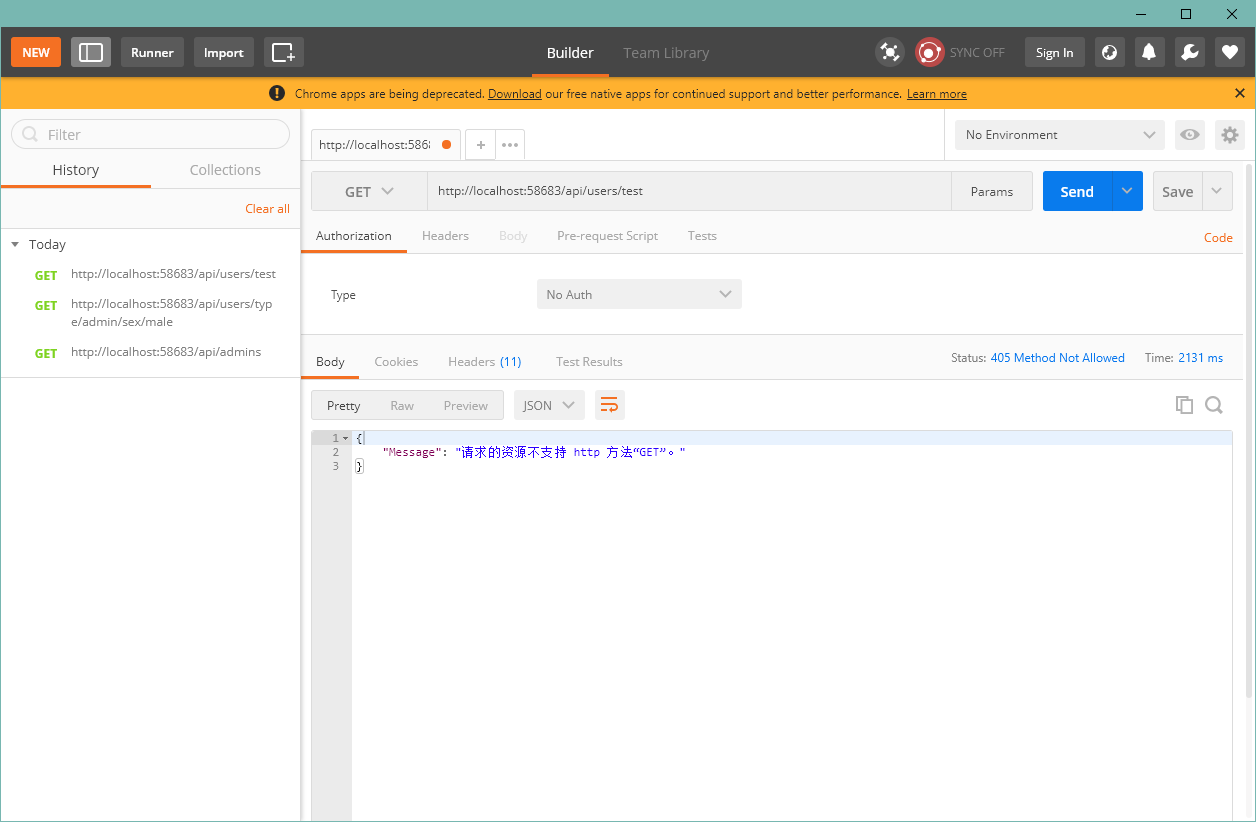 NEW
Runner
Import
Builder
Team Library
SYNC OFF
Sign In
Chrome apps are being deprecated. Download our free native apps for continued support and better performance. Learn more
Filter
History
Collections
Clear all
Today
GET http://localhost:58683/api/users/test
GET http://localhost:58683/api/users/typ
e/admin/sex/male
GET http://localhost:58683/api/admins
http://localhost:586
No Environment
GET
http://localhost:58683/api/users/test
Params
Send
Save
Authorization
Headers
Body
Pre-request Script
Tests
Code
Type
No Auth
Body
Cookies
Headers (11)
Test Results
Status: 405 Method Not Allowed
Time: 2131 ms
Pretty
Raw
Preview
JSON
1 {
2 "Message": "请求的资源不支持 http 方法“GET”。"
3 }